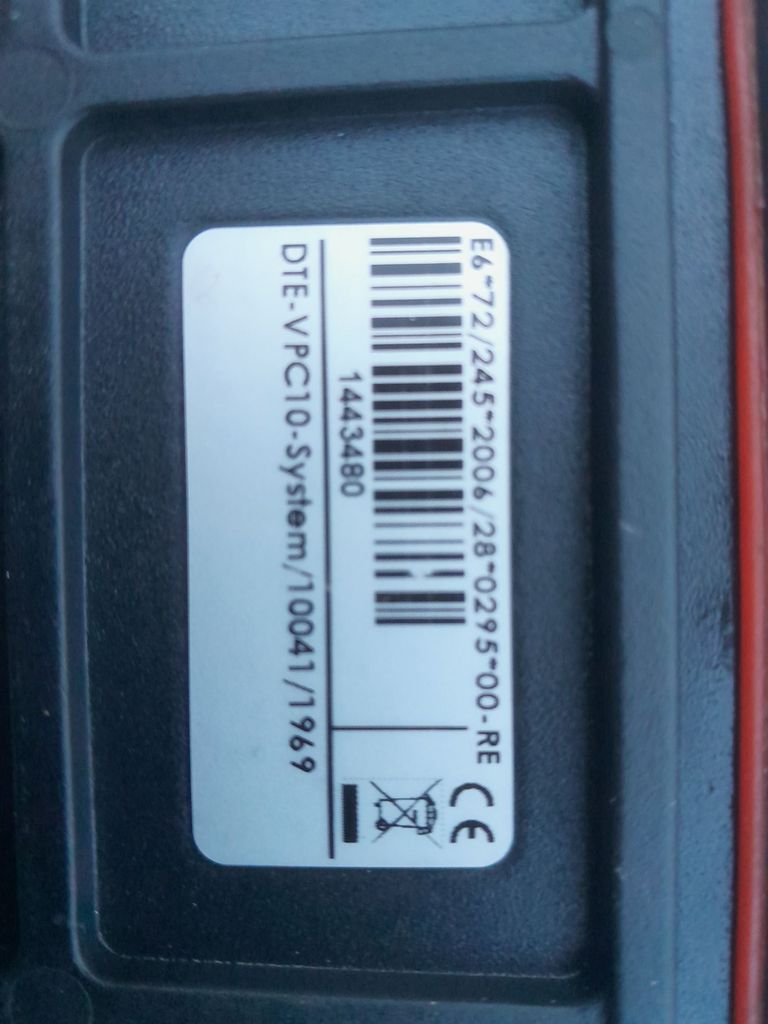 E6*72/245*2006/28*0295*00-RE
1443480
CE
DTE-VPC10-System/10041/1969